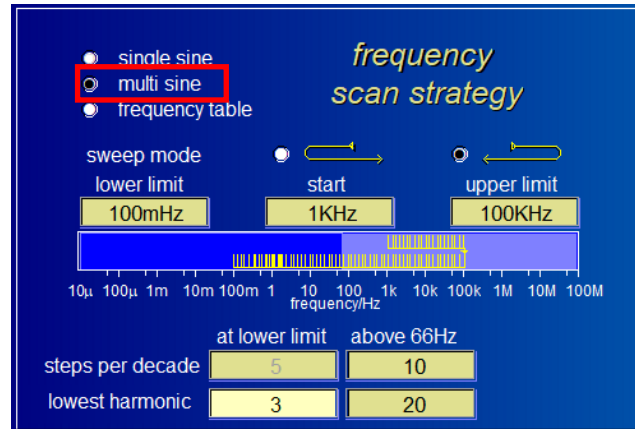 single sine
multi sine
frequency table
frequency
scan strategy
sweep mode
lower limit start upper limit
100mHz 1KHz 100KHz
10µ 100µ 1m 10m 100m 1 10 100 1k 10k 100k 1M 10M 100M
frequency/Hz
at lower limit above 66Hz
steps per decade 5 10
lowest harmonic 3 20